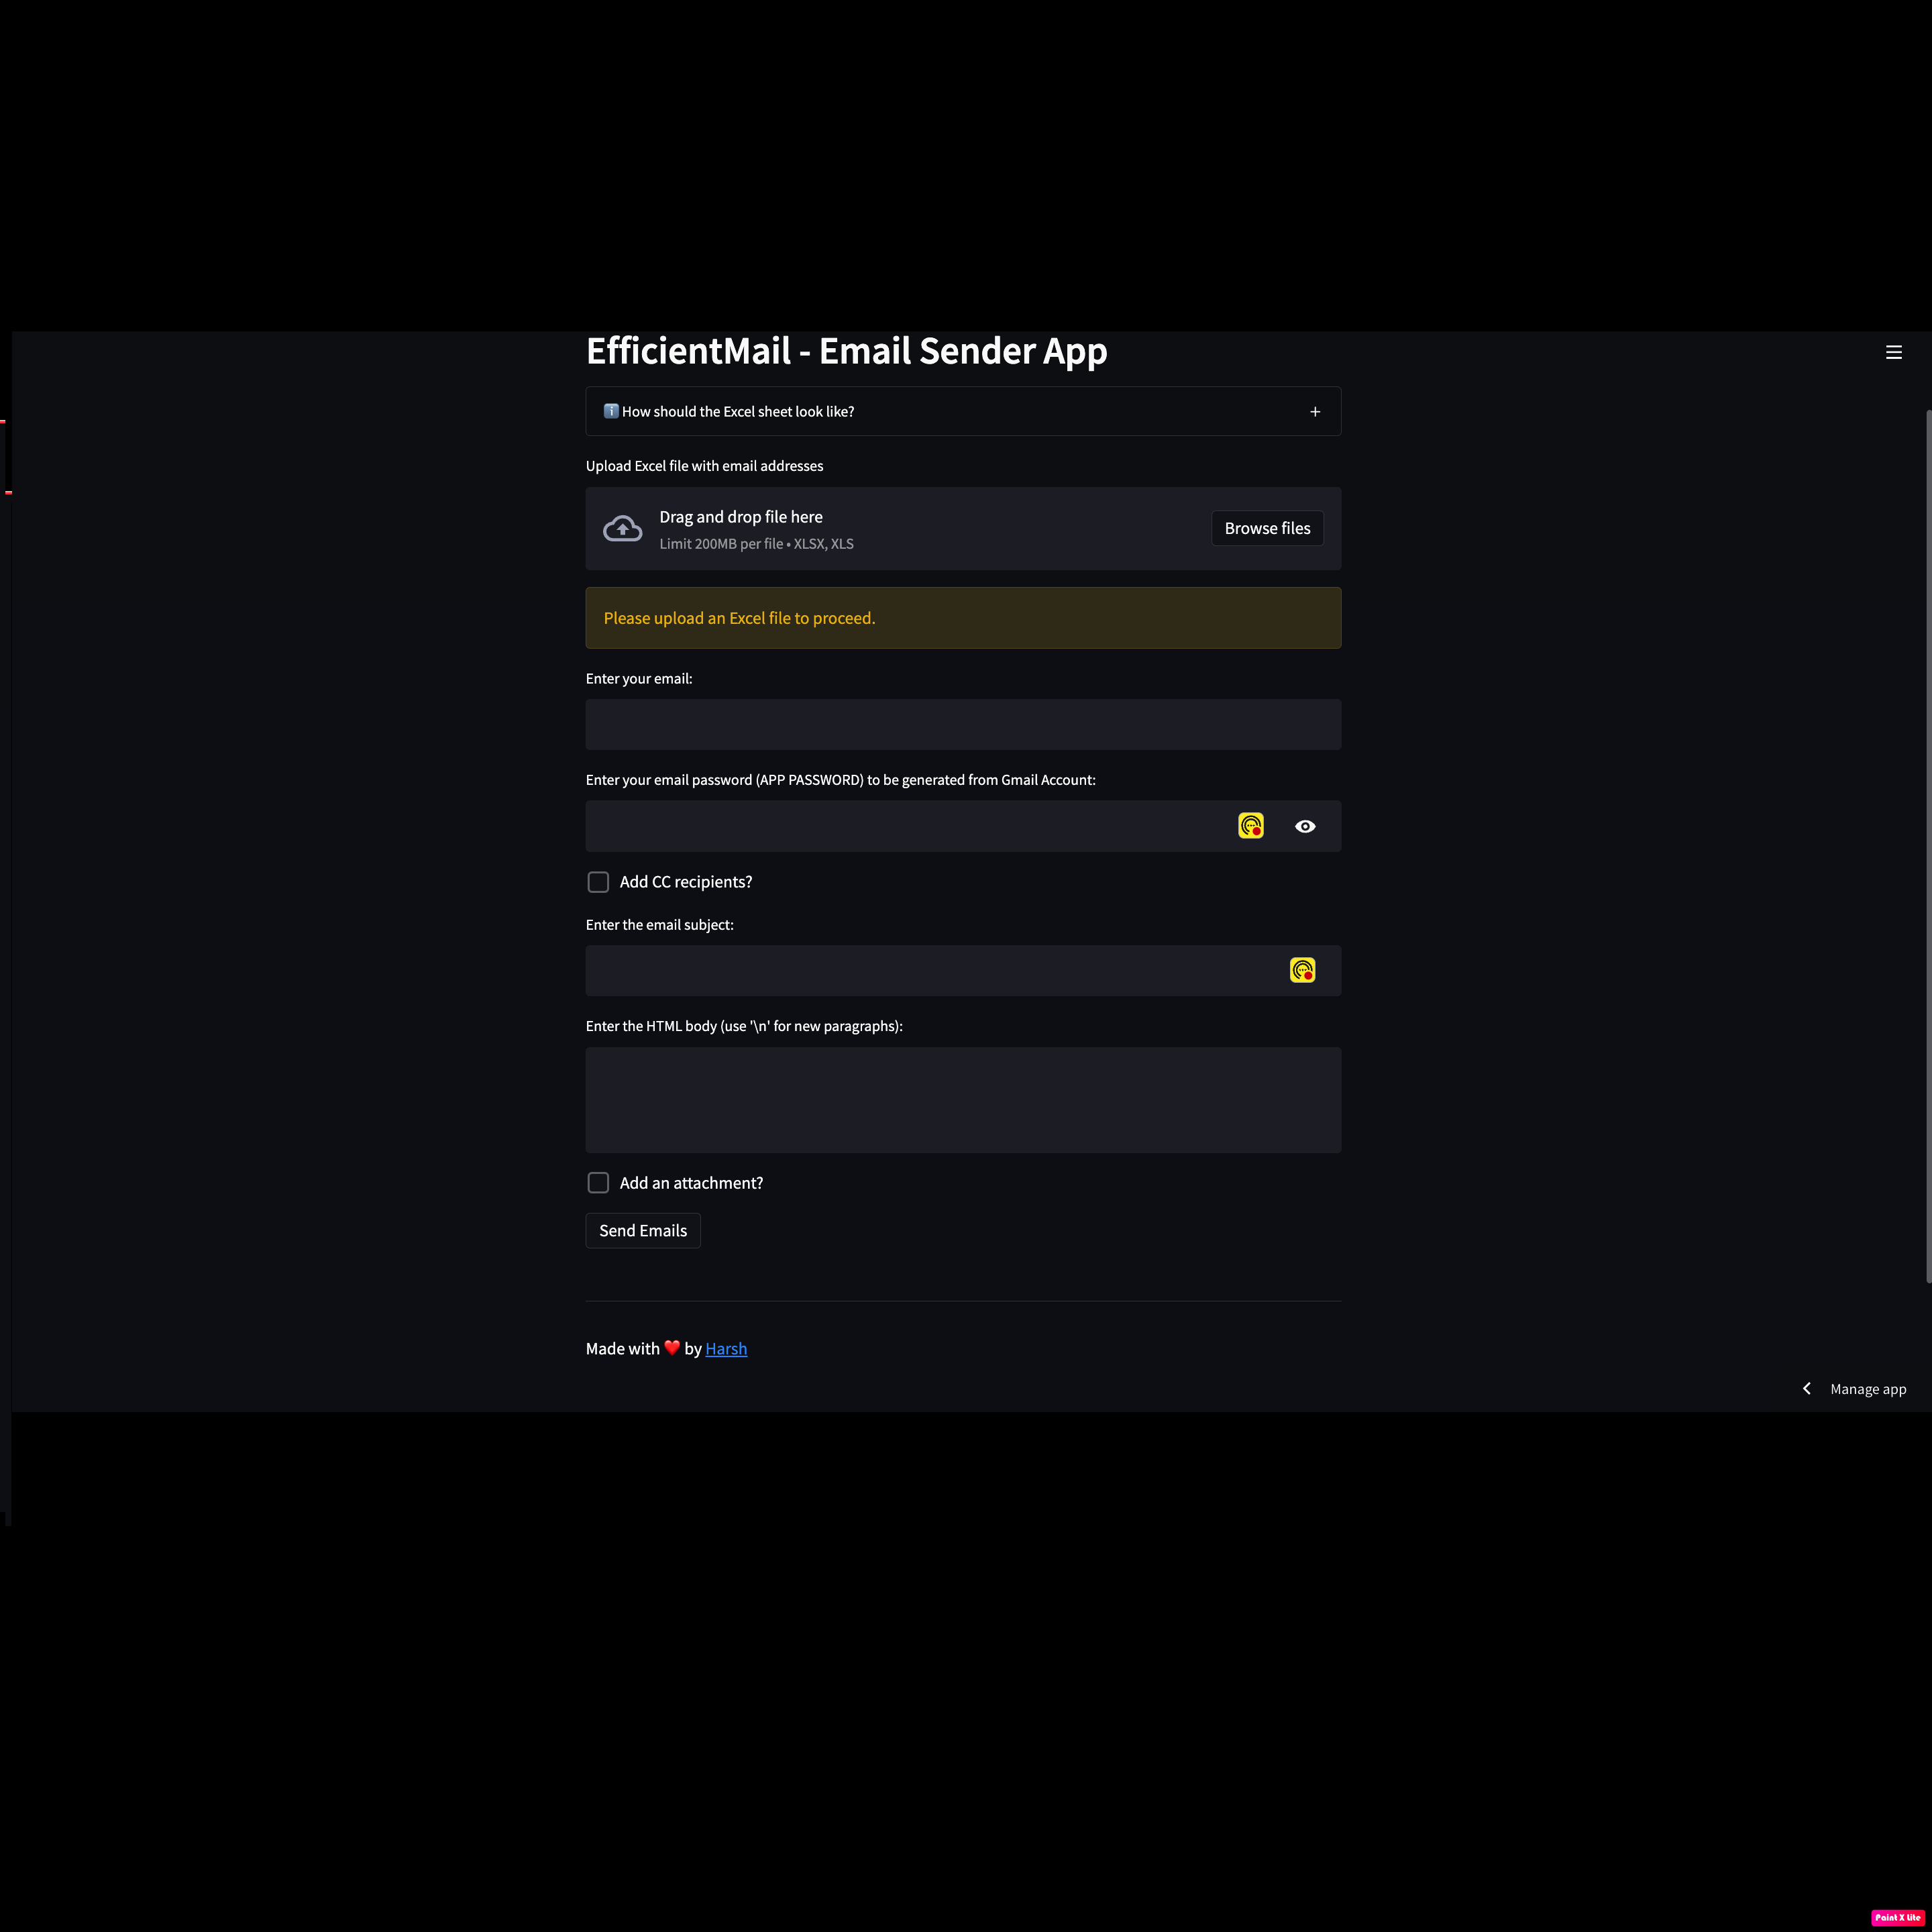 EfficientMail - Email Sender App
How should the Excel sheet look like?
Upload Excel file with email addresses
Drag and drop file here
Limit 200MB per file • XLSX, XLS
Browse files
Please upload an Excel file to proceed.
Enter your email:
Enter your email password (APP PASSWORD) to be generated from Gmail Account:
Add CC recipients?
Enter the email subject:
Enter the HTML body (use '\n' for new paragraphs):
Add an attachment?
Send Emails
Made with ❤️ by Harsh
Manage app
Paint X Lite